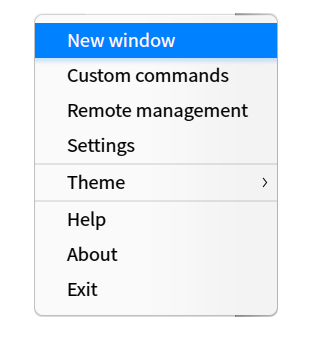 New window
Custom commands
Remote management
Settings
Theme
Help
About
Exit